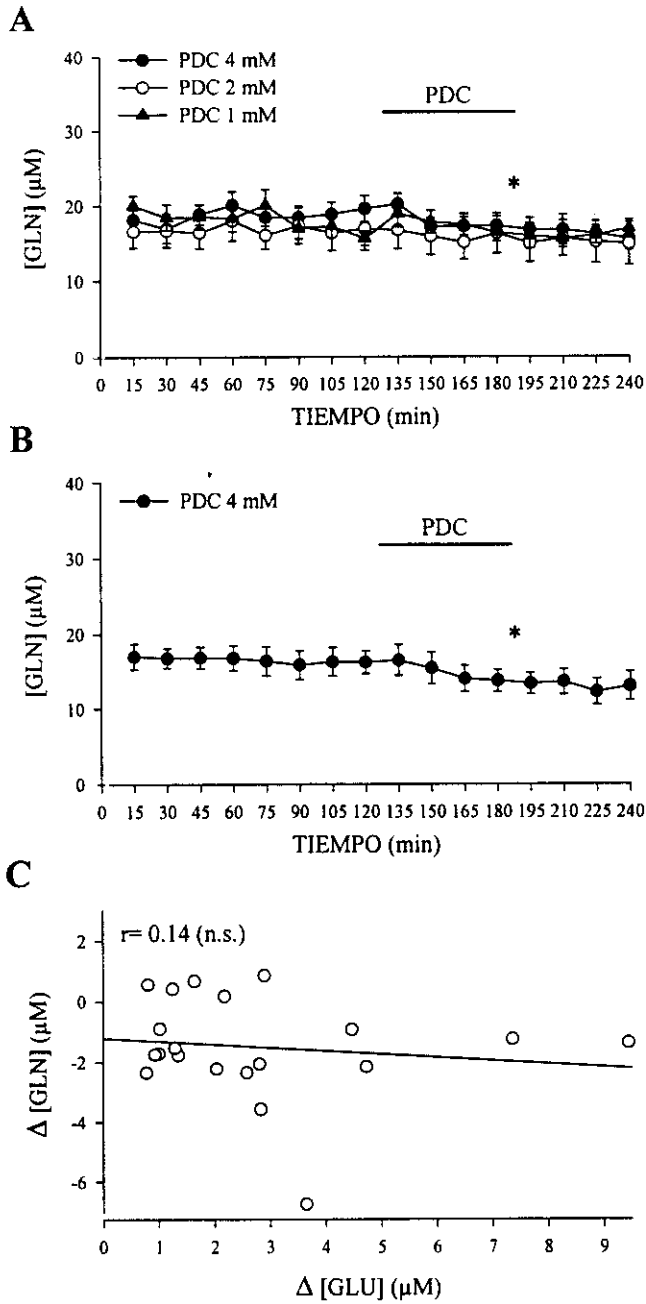 A
PDC 4 mM
PDC 2 mM
PDC 1 mM
PDC
*
[GLN] (µM)
40
30
20
10
0
0 15 30 45 60 75 90 105 120 135 150 165 180 195 210 225 240
TIEMPO (min)
B
PDC 4 mM
PDC
*
[GLN] (µM)
40
30
20
10
0
0 15 30 45 60 75 90 105 120 135 150 165 180 195 210 225 240
TIEMPO (min)
C
r= 0.14 (n.s.)
Δ [GLN] (µM)
2
0
-2
-4
-6
1 2 3 4 5 6 7 8 9
Δ [GLU] (µM)